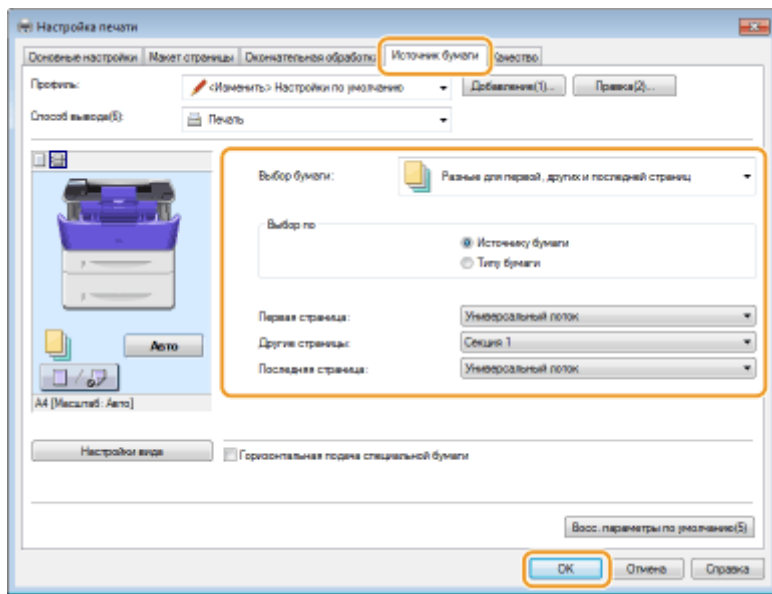 Настройка печати
Основные настройки Макет страницы Окончательная обработка Источник бумаги Качество
Профиль: <Изменить> Настройки по умолчанию Добавление(1)... Правка(2)...
Способ вывода(6): Печать
Выбор бумаги: Разные для первой, других и последней страниц
Выбор по
Источнику бумаги
Типу бумаги
Первая страница: Универсальный лоток
Другие страницы: Секция 1
Последняя страница: Универсальный лоток
Авто
A4 [Масштаб: Авто]
Настройки вида Горизонтальная подача специальной бумаги
Восс. параметры по умолчанию(5)
OK Отмена Справка